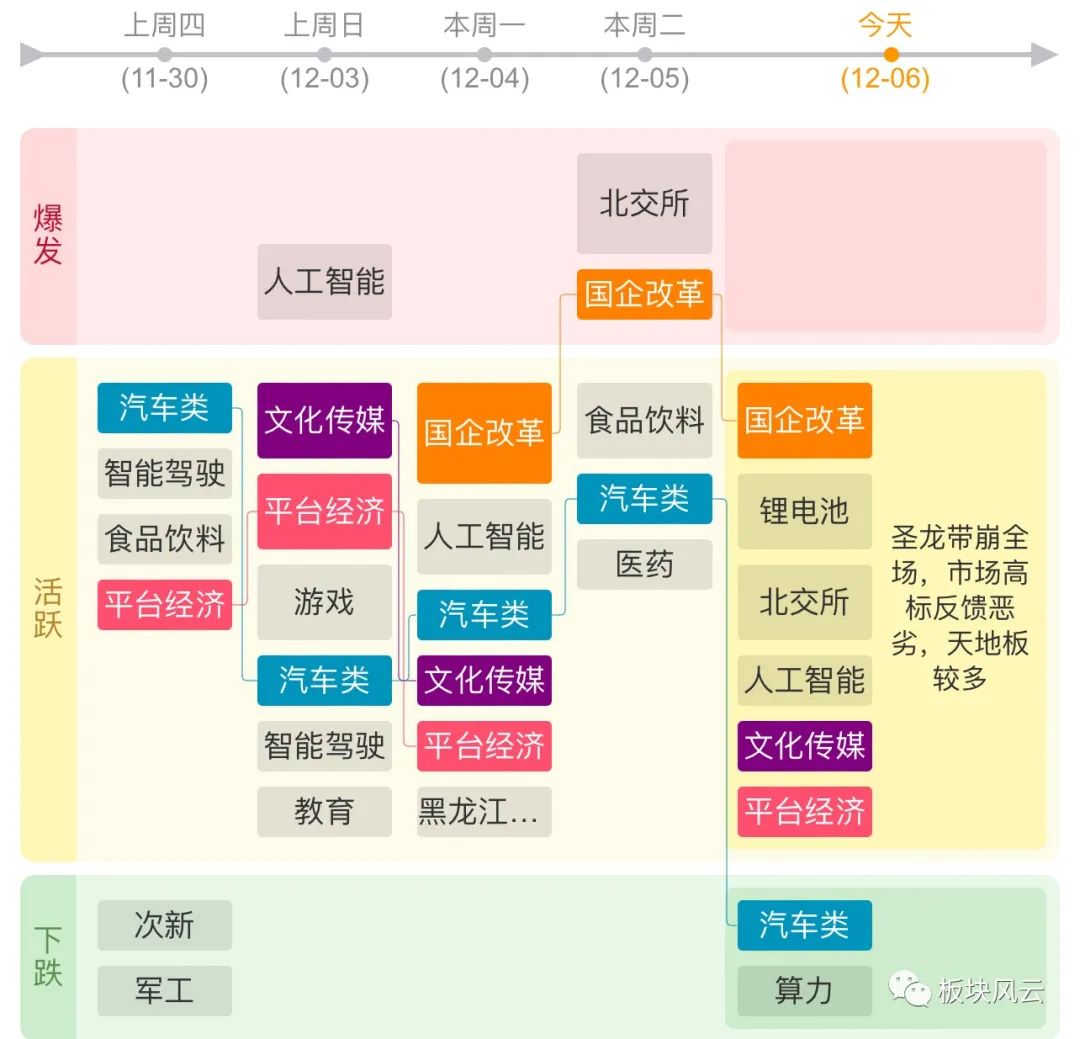 上周四
上周日
本周一
本周二
今天
(11-30)
(12-03)
(12-04)
(12-05)
(12-06)
爆
发
人工智能
北交所
国企改革
活
跃
汽车类
智能驾驶
食品饮料
平台经济
文化传媒
平台经济
游戏
汽车类
智能驾驶
教育
国企改革
人工智能
汽车类
文化传媒
平台经济
黑龙江...
食品饮料
汽车类
医药
国企改革
锂电池
北交所
人工智能
文化传媒
平台经济
圣龙带崩全
场，市场高
标反馈恶
劣，天地板
较多
下
跌
次新
军工
汽车类
算力
板块风云